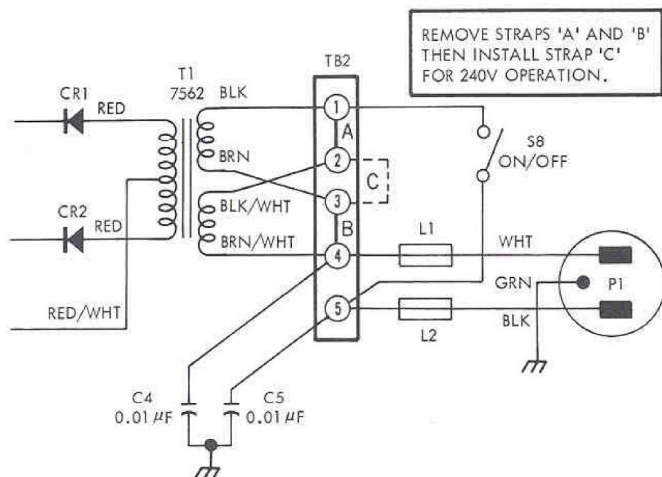 REMOVE STRAPS 'A' AND 'B'
THEN INSTALL STRAP 'C'
FOR 240V OPERATION.
TB2
T1
7562
BLK
CR1
RED
1
A
S8
ON/OFF
BRN
2
C
3
BLK/WHT
CR2
RED
B
BRN/WHT
L1
WHT
4
GRN
P1
RED/WHT
5
BLK
L2
C4
0.01 µF
C5
0.01 µF